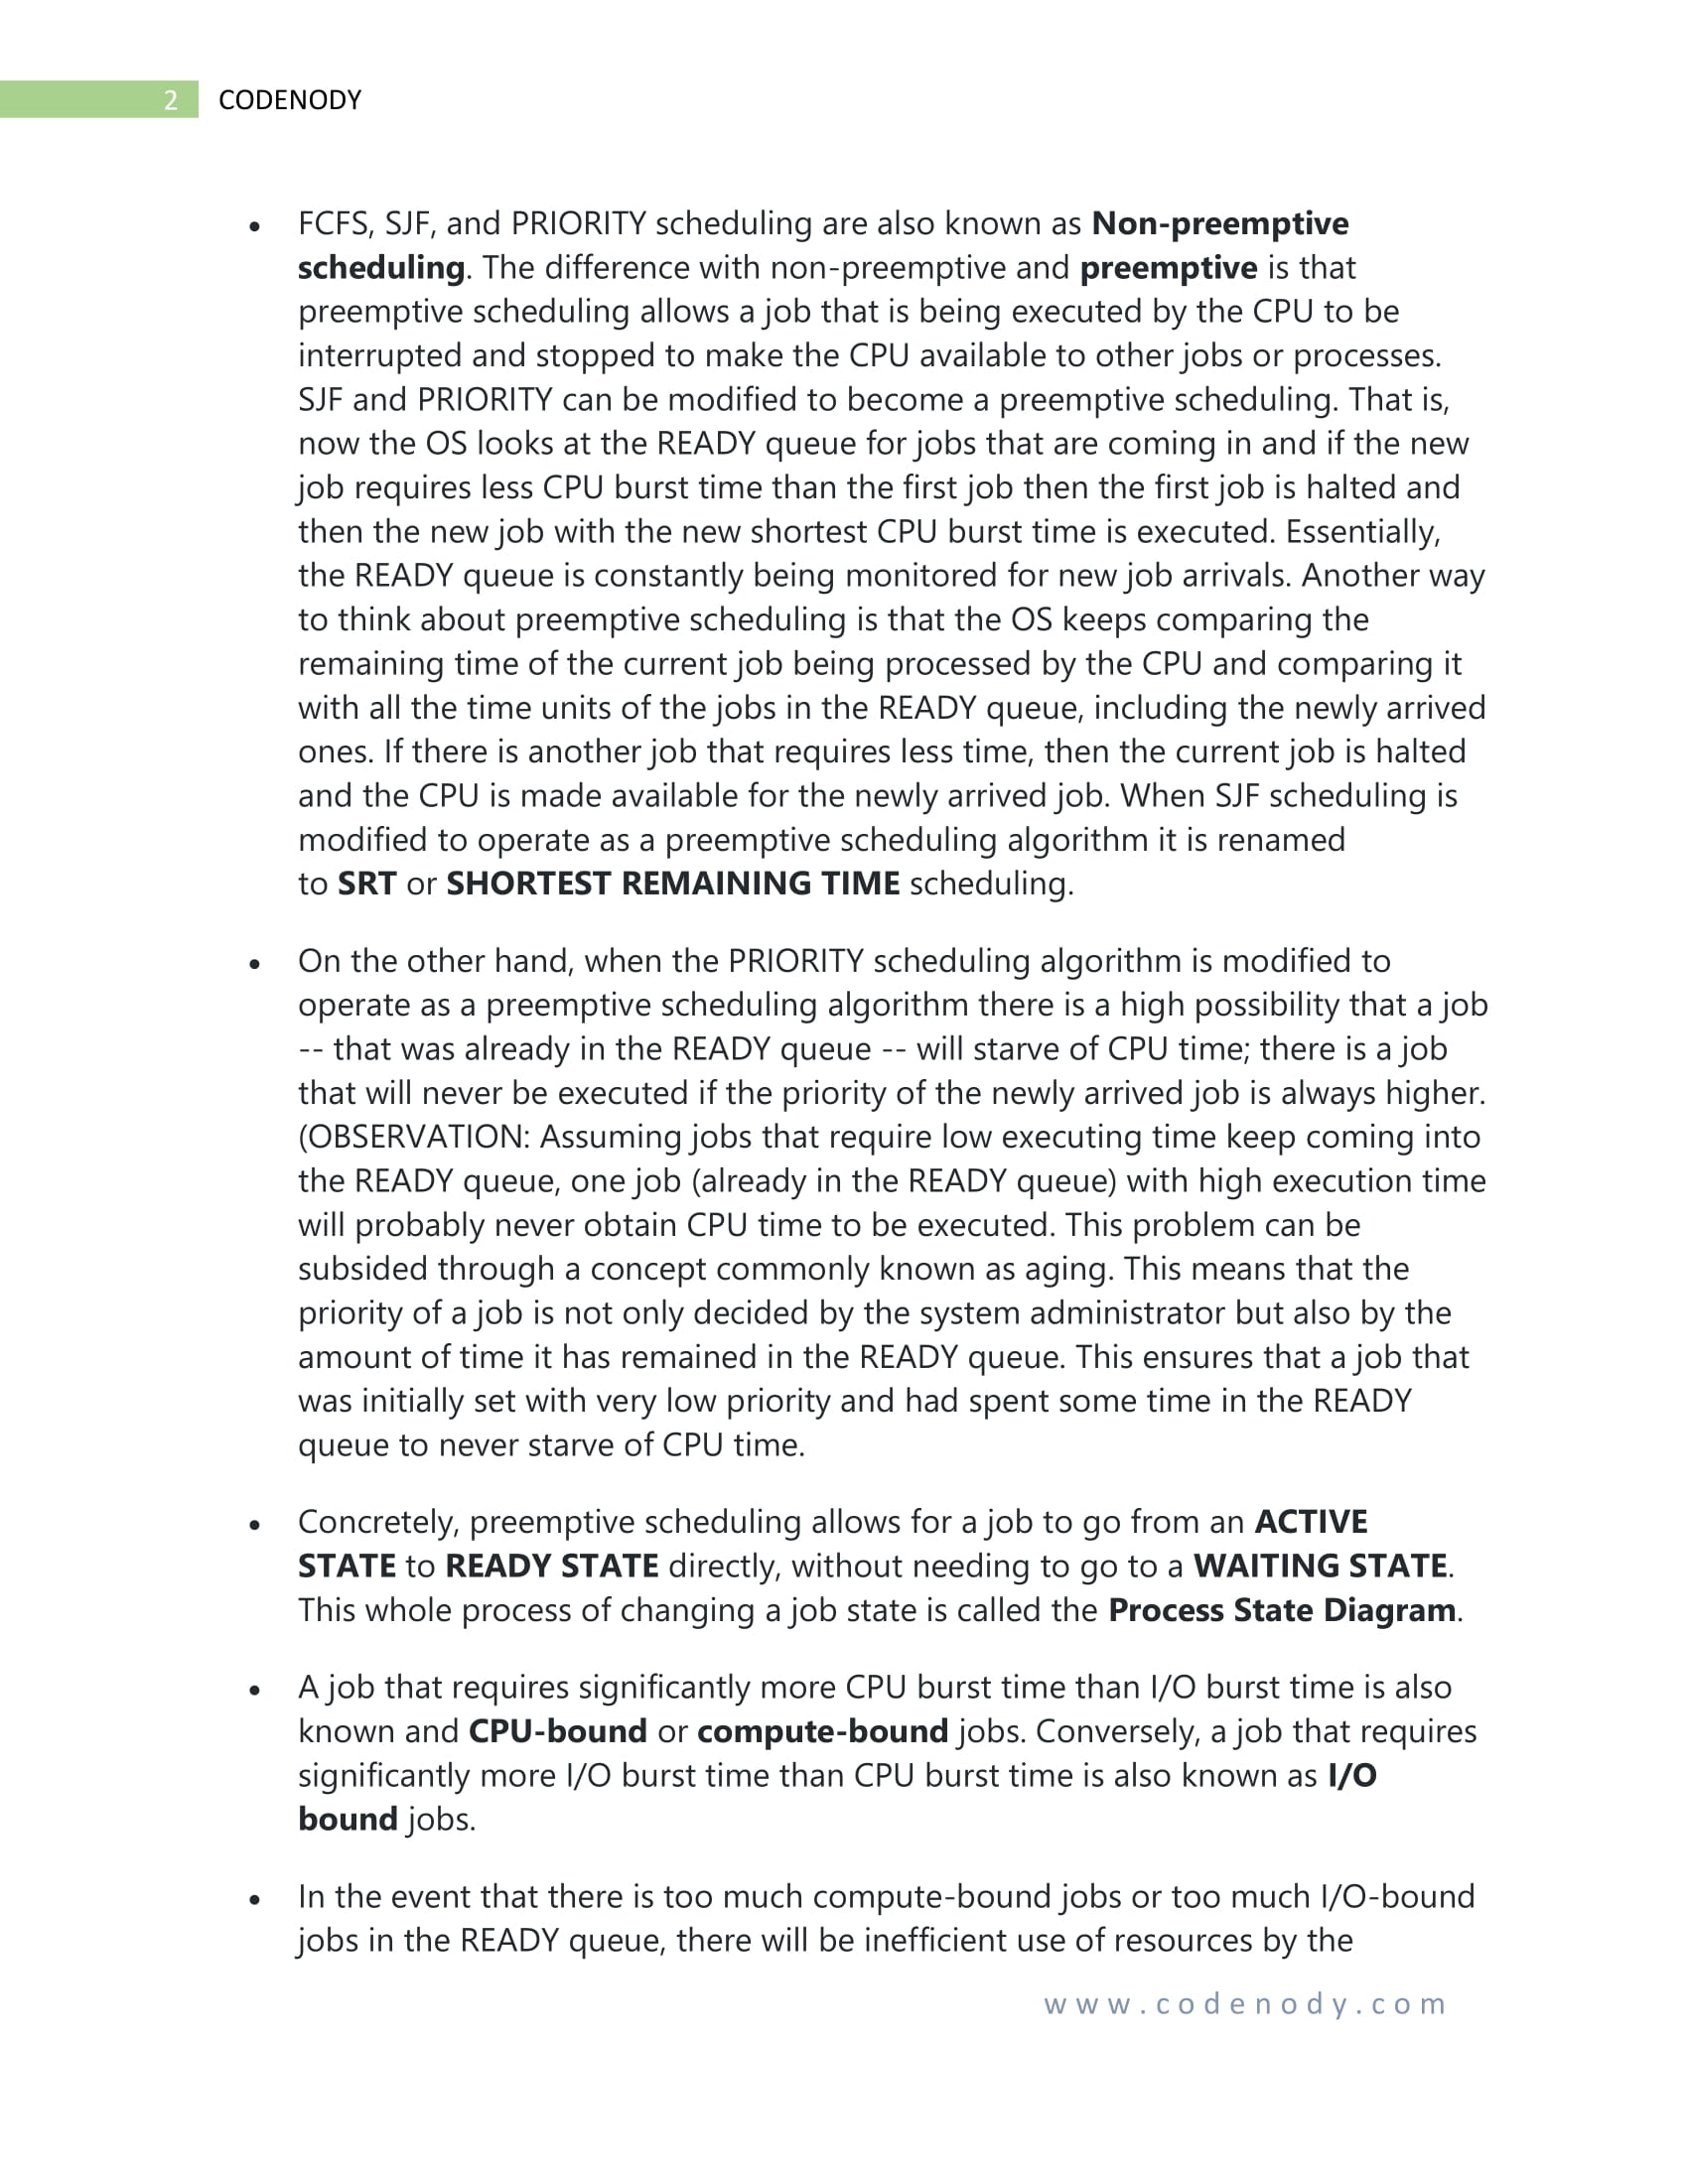 2 CODENODY
• FCFS, SJF, and PRIORITY scheduling are also known as Non-preemptive
scheduling. The difference with non-preemptive and preemptive is that
preemptive scheduling allows a job that is being executed by the CPU to be
interrupted and stopped to make the CPU available to other jobs or processes.
SJF and PRIORITY can be modified to become a preemptive scheduling. That is,
now the OS looks at the READY queue for jobs that are coming in and if the new
job requires less CPU burst time than the first job then the first job is halted and
then the new job with the new shortest CPU burst time is executed. Essentially,
the READY queue is constantly being monitored for new job arrivals. Another way
to think about preemptive scheduling is that the OS keeps comparing the
remaining time of the current job being processed by the CPU and comparing it
with all the time units of the jobs in the READY queue, including the newly arrived
ones. If there is another job that requires less time, then the current job is halted
and the CPU is made available for the newly arrived job. When SJF scheduling is
modified to operate as a preemptive scheduling algorithm it is renamed
to SRT or SHORTEST REMAINING TIME scheduling.
• On the other hand, when the PRIORITY scheduling algorithm is modified to
operate as a preemptive scheduling algorithm there is a high possibility that a job
-- that was already in the READY queue -- will starve of CPU time; there is a job
that will never be executed if the priority of the newly arrived job is always higher.
(OBSERVATION: Assuming jobs that require low executing time keep coming into
the READY queue, one job (already in the READY queue) with high execution time
will probably never obtain CPU time to be executed. This problem can be
subsided through a concept commonly known as aging. This means that the
priority of a job is not only decided by the system administrator but also by the
amount of time it has remained in the READY queue. This ensures that a job that
was initially set with very low priority and had spent some time in the READY
queue to never starve of CPU time.
• Concretely, preemptive scheduling allows for a job to go from an ACTIVE
STATE to READY STATE directly, without needing to go to a WAITING STATE.
This whole process of changing a job state is called the Process State Diagram.
• A job that requires significantly more CPU burst time than I/O burst time is also
known and CPU-bound or compute-bound jobs. Conversely, a job that requires
significantly more I/O burst time than CPU burst time is also known as I/O
bound jobs.
• In the event that there is too much compute-bound jobs or too much I/O-bound
jobs in the READY queue, there will be inefficient use of resources by the
www.codenody.com